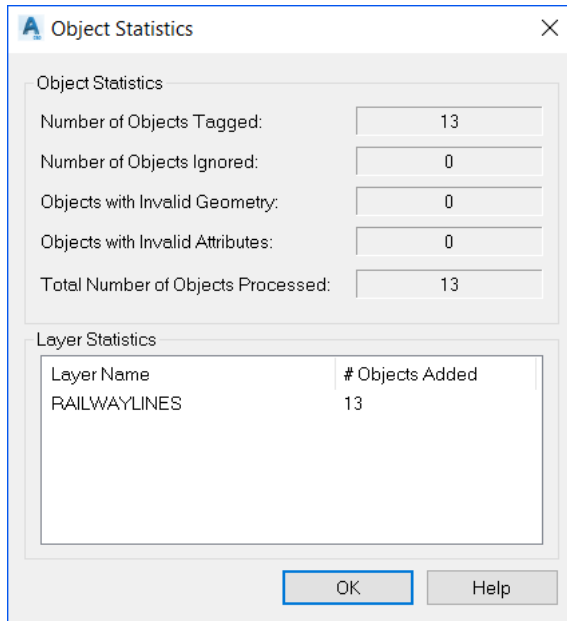 Object Statistics
Object Statistics
Number of Objects Tagged: 13
Number of Objects Ignored: 0
Objects with Invalid Geometry: 0
Objects with Invalid Attributes: 0
Total Number of Objects Processed: 13
Layer Statistics
Layer Name # Objects Added
RAILWAYLINES 13
OK Help